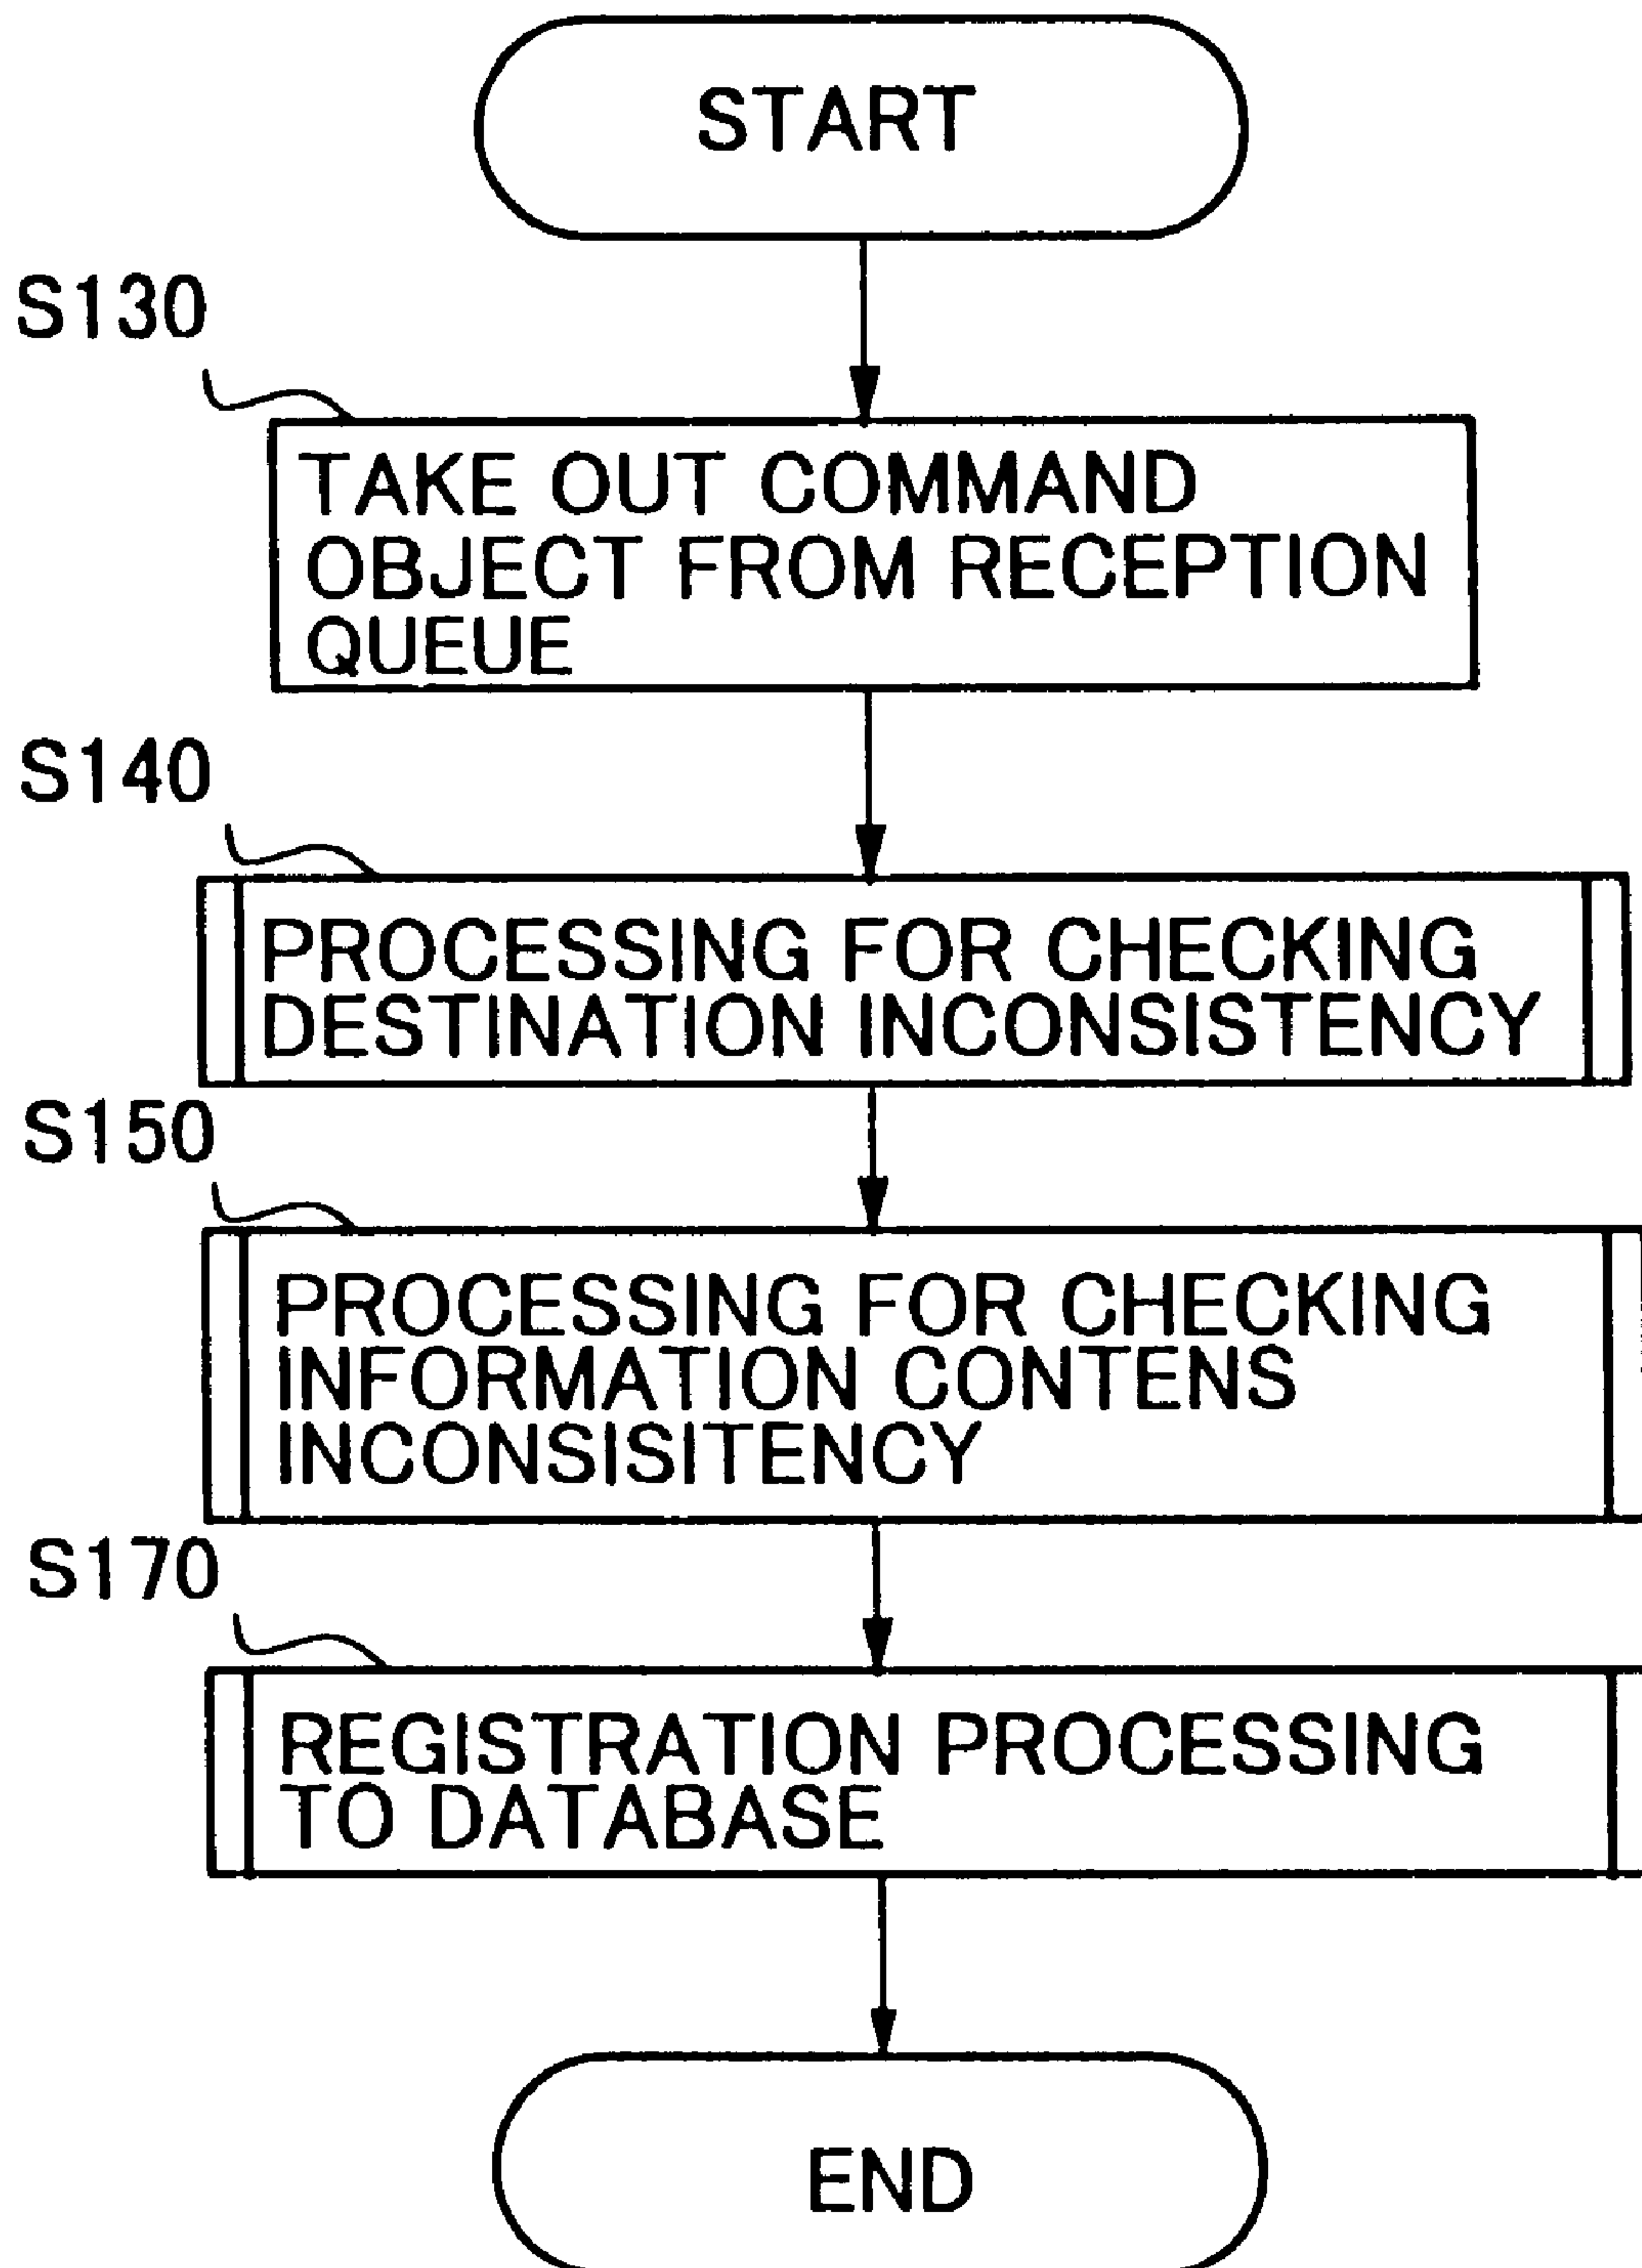 START
S130
TAKE OUT COMMAND
OBJECT FROM RECEPTION
QUEUE
S140
PROCESSING FOR CHECKING
DESTINATION INCONSISTENCY
S150
PROCESSING FOR CHECKING
INFORMATION CONTENS
INCONSISITENCY
S170
REGISTRATION PROCESSING
TO DATABASE
END